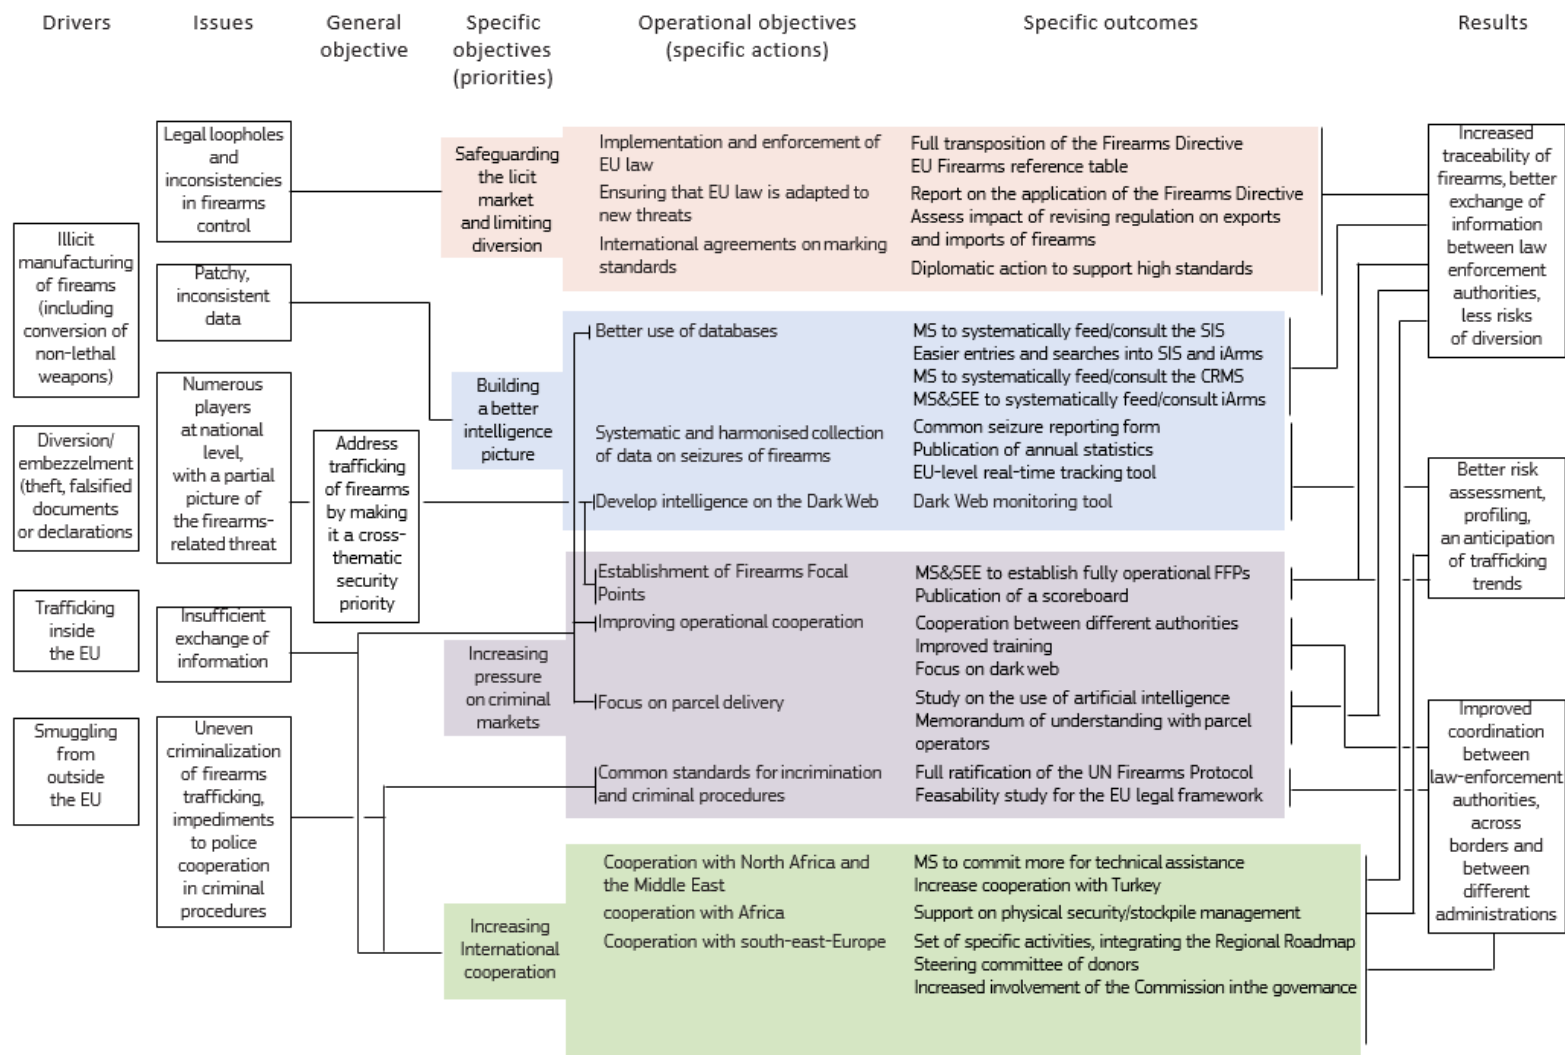 Drivers
Issues
General
objective
Specific
objectives
(priorities)
Operational objectives
(specific actions)
Specific outcomes
Results
Illicit
manufacturing
of fireams
(including
conversion of
non-lethal
weapons)
Diversion/
embezzelment
(theft, falsified
documents
or declarations
Trafficking
inside
the EU
Smuggling
from
outside
the EU
Legal loopholes
and
inconsistencies
in firearms
control
Patchy,
inconsistent
data
Numerous
players
at national
level,
with a partial
picture of
the firearms-
related threat
Insufficient
exchange of
information
Uneven
criminalization
of firearms
trafficking,
impediments
to police
cooperation
in criminal
procedures
Address
trafficking
of firearms
by making
it a cross-
thematic
security
priority
Safeguarding
the licit
market
and limiting
diversion
Implementation and enforcement of
EU law
Ensuring that EU law is adapted to
new threats
International agreements on marking
standards
Full transposition of the Firearms Directive
EU Firearms reference table
Report on the application of the Firearms Directive
Assess impact of revising regulation on exports
and imports of firearms
Diplomatic action to support high standards
Building
a better
intelligence
picture
Better use of databases
Systematic and harmonised collection
of data on seizures of firearms
Develop intelligence on the Dark Web
MS to systematically feed/consult the SIS
Easier entries and searches into SIS and iArms
MS to systematically feed/consult the CRMS
MS&SEE to systematically feed/consult iArms
Common seizure reporting form
Publication of annual statistics
EU-level real-time tracking tool
Dark Web monitoring tool
Increasing
pressure
on criminal
markets
Establishment of Firearms Focal
Points
Improving operational cooperation
Focus on parcel delivery
Common standards for incrimination
and criminal procedures
MS&SEE to establish fully operational FFPs
Publication of a scoreboard
Cooperation between different authorities
Improved training
Focus on dark web
Study on the use of artificial intelligence
Memorandum of understanding with parcel
operators
Full ratification of the UN Firearms Protocol
Feasability study for the EU legal framework
Increasing
International
cooperation
Cooperation with North Africa and
the Middle East
cooperation with Africa
Cooperation with south-east-Europe
MS to commit more for technical assistance
Increase cooperation with Turkey
Support on physical security/stockpile management
Set of specific activities, integrating the Regional Roadmap
Steering committee of donors
Increased involvement of the Commission inthe governance
Increased
traceability of
firearms, better
exchange of
information
between law
enforcement
authorities,
less risks
of diversion
Better risk
assessment,
profiling,
an anticipation
of trafficking
trends
Improved
coordination
between
law-enforcement
authorities,
across
borders and
between
different
administrations